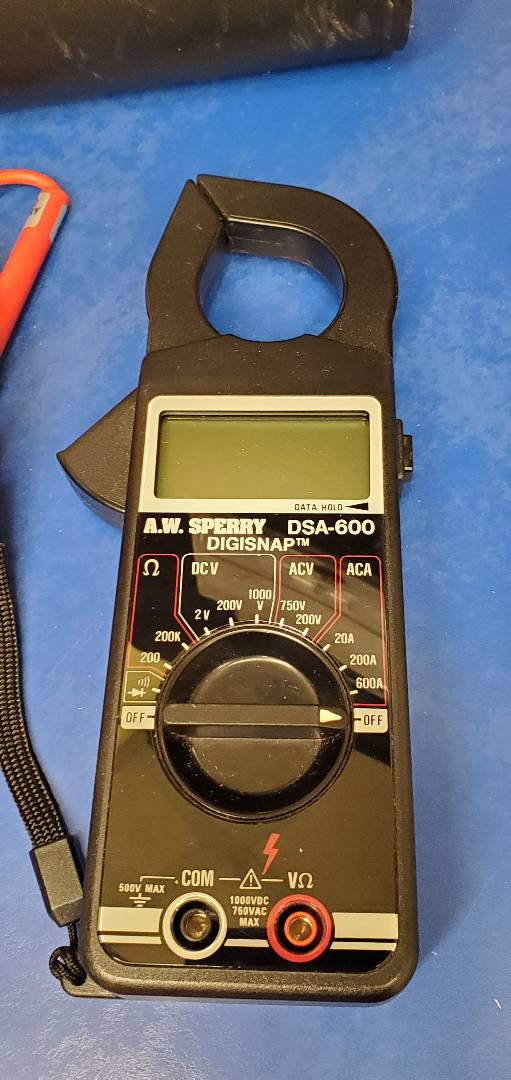 DATA HOLD
A.W. SPERRY DSA-600
DIGISNAP™
Ω DCV ACV ACA
200
200K
2V
200V
1000
V
750V
200V
20A
200A
600A
OFF OFF
500V MAX
COM VΩ
1000VDC
750VAC
MAX